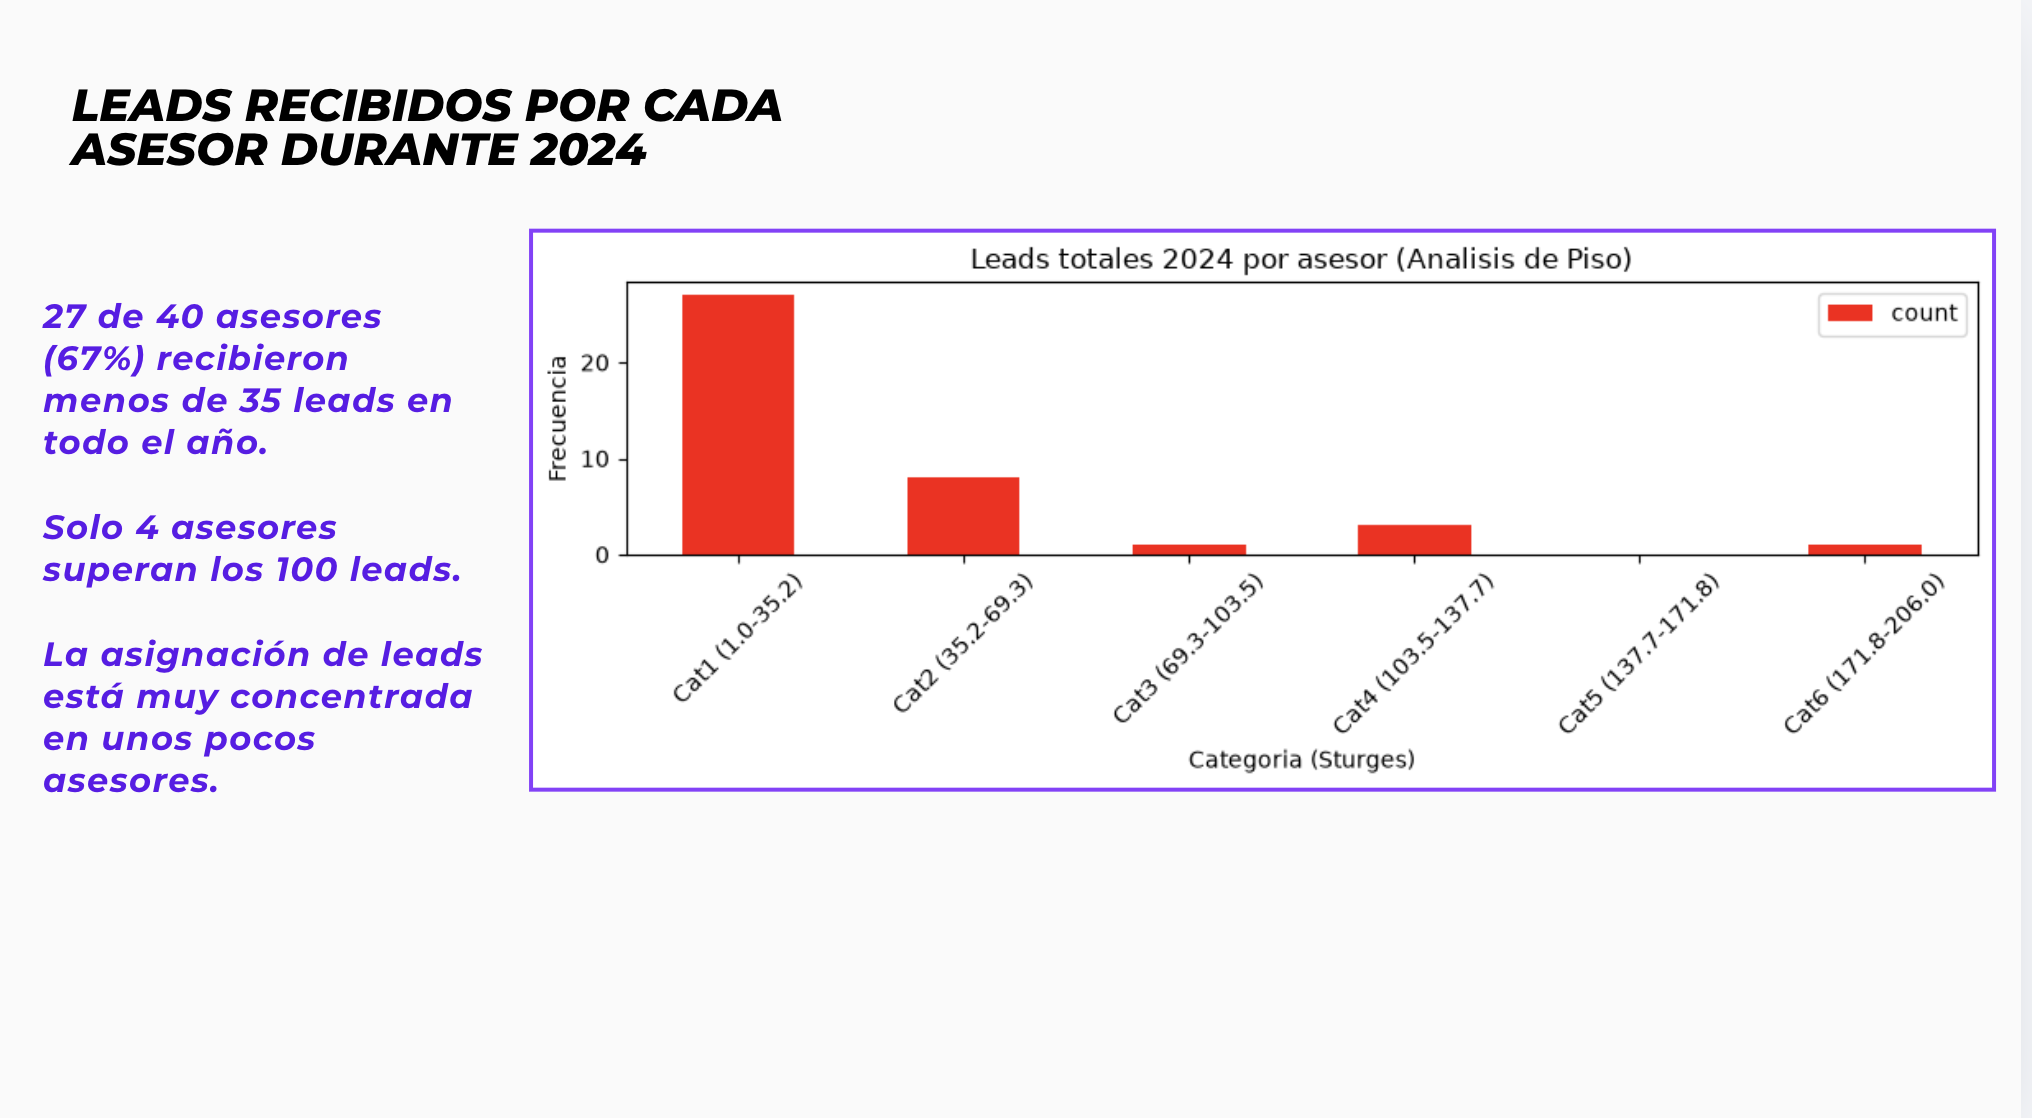 LEADS RECIBIDOS POR CADA
ASESOR DURANTE 2024
27 de 40 asesores
(67%) recibieron
menos de 35 leads en
todo el año.
Solo 4 asesores
superan los 100 leads.
La asignación de leads
está muy concentrada
en unos pocos
asesores.
Leads totales 2024 por asesor (Analisis de Piso)
count
Frecuencia
20
10
0
Cat1 (1.0-35.2)
Cat2 (35.2-69.3)
Cat3 (69.3-103.5)
Cat4 (103.5-137.7)
Cat5 (137.7-171.8)
Cat6 (171.8-206.0)
Categoria (Sturges)